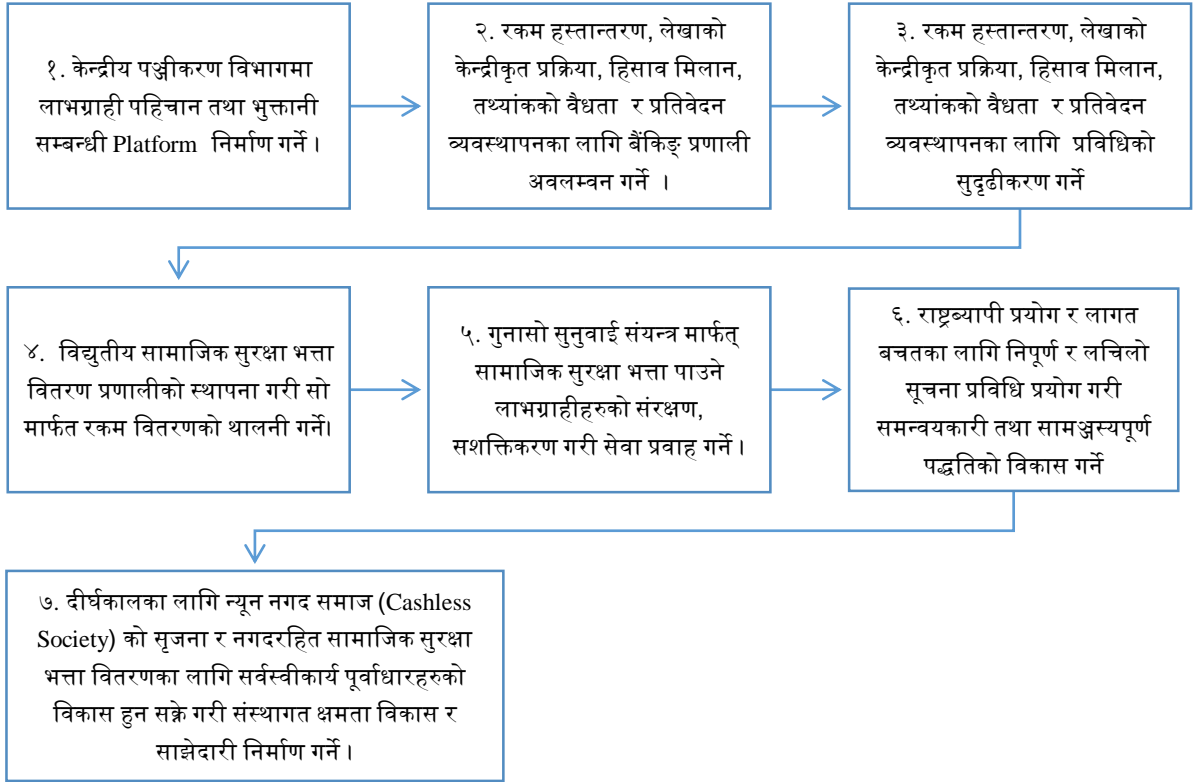 १. केन्द्रीय पञ्जीकरण विभागमा
लाभग्राही पहिचान तथा भुक्तानी
सम्बन्धी Platform निर्माण गर्ने ।
२. रकम हस्तान्तरण, लेखाको
केन्द्रीकृत प्रक्रिया, हिसाव मिलान,
तथ्यांकको वैधता र प्रतिवेदन
व्यवस्थापनका लागि बैंकिङ् प्रणाली
अवलम्वन गर्ने ।
३. रकम हस्तान्तरण, लेखाको
केन्द्रीकृत प्रक्रिया, हिसाव मिलान,
तथ्यांकको वैधता र प्रतिवेदन
व्यवस्थापनका लागि प्रविधिको
सुदृढीकरण गर्ने
४. विद्युतीय सामाजिक सुरक्षा भत्ता
वितरण प्रणालीको स्थापना गरी सो
मार्फत रकम वितरणको थालनी गर्ने।
५. गुनासो सुनुवाई संयन्त्र मार्फत्
सामाजिक सुरक्षा भत्ता पाउने
लाभग्राहीहरुको संरक्षण,
सशक्तिकरण गरी सेवा प्रवाह गर्ने ।
६. राष्ट्रब्यापी प्रयोग र लागत
बचतका लागि निपूर्ण र लचिलो
सूचना प्रविधि प्रयोग गरी
समन्वयकारी तथा सामञ्जस्यपूर्ण
पद्धतिको विकास गर्ने
७. दीर्घकालका लागि न्यून नगद समाज (Cashless
Society) को सृजना र नगदरहित सामाजिक सुरक्षा
भत्ता वितरणका लागि सर्वस्वीकार्य पूर्वाधारहरुको
विकास हुन सक्ने गरी संस्थागत क्षमता विकास र
साझेदारी निर्माण गर्ने ।